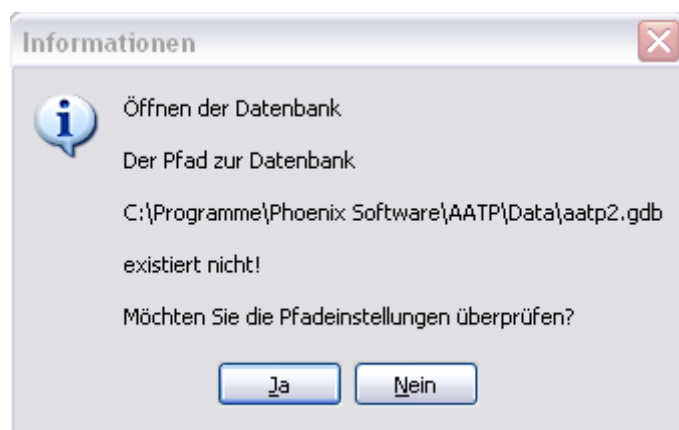 Informationen
Öffnen der Datenbank
Der Pfad zur Datenbank
C:\Programme\Phoenix Software\AATP\Data\aatp2.gdb
existiert nicht!
Möchten Sie die Pfadeinstellungen überprüfen?
Ja
Nein